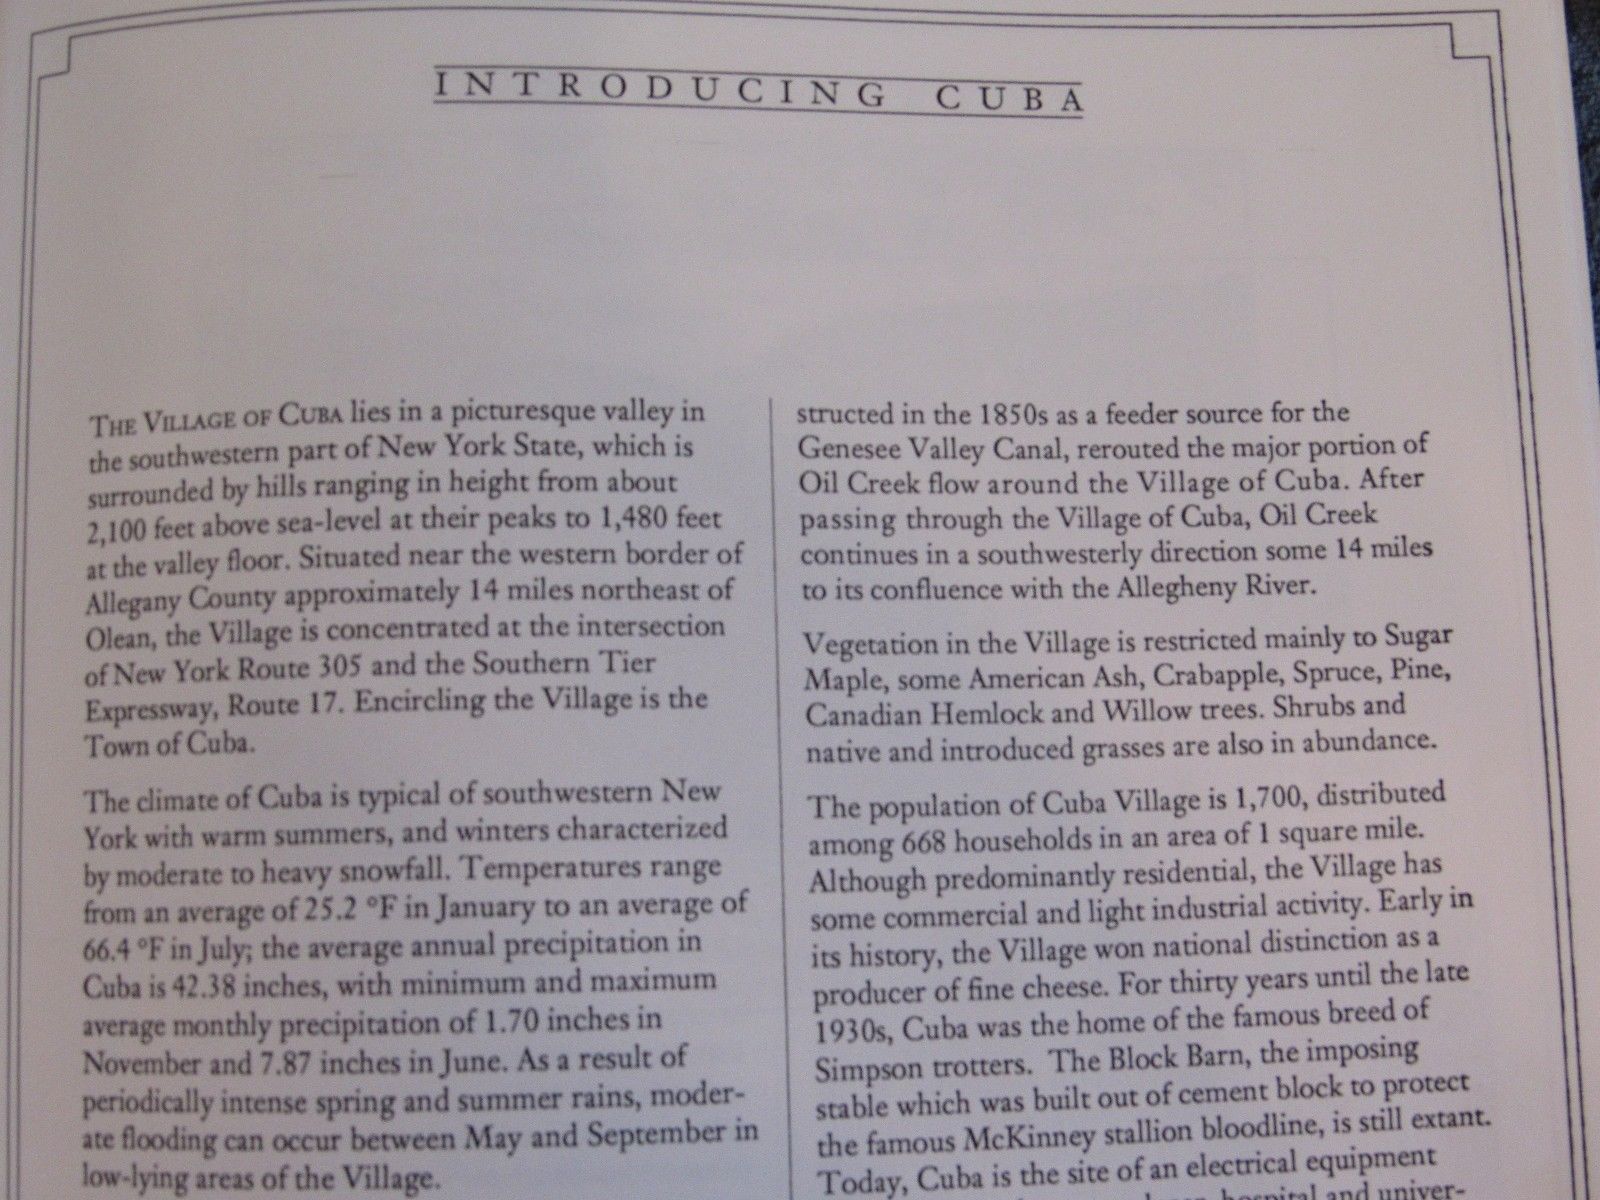 INTRODUCING CUBA
THE VILLAGE OF CUBA lies in a picturesque valley in
the southwestern part of New York State, which is
surrounded by hills ranging in height from about
2,100 feet above sea-level at their peaks to 1,480 feet
at the valley floor. Situated near the western border of
Allegany County approximately 14 miles northeast of
Olean, the Village is concentrated at the intersection
of New York Route 305 and the Southern Tier
Expressway, Route 17. Encircling the Village is the
Town of Cuba.
The climate of Cuba is typical of southwestern New
York with warm summers, and winters characterized
by moderate to heavy snowfall. Temperatures range
from an average of 25.2 °F in January to an average of
66.4 °F in July; the average annual precipitation in
Cuba is 42.38 inches, with minimum and maximum
average monthly precipitation of 1.70 inches in
November and 7.87 inches in June. As a result of
periodically intense spring and summer rains, moder-
ate flooding can occur between May and September in
low-lying areas of the Village.
structed in the 1850s as a feeder source for the
Genesee Valley Canal, rerouted the major portion of
Oil Creek flow around the Village of Cuba. After
passing through the Village of Cuba, Oil Creek
continues in a southwesterly direction some 14 miles
to its confluence with the Allegheny River.
Vegetation in the Village is restricted mainly to Sugar
Maple, some American Ash, Crabapple, Spruce, Pine,
Canadian Hemlock and Willow trees. Shrubs and
native and introduced grasses are also in abundance.
The population of Cuba Village is 1,700, distributed
among 668 households in an area of 1 square mile.
Although predominantly residential, the Village has
some commercial and light industrial activity. Early in
its history, the Village won national distinction as a
producer of fine cheese. For thirty years until the late
1930s, Cuba was the home of the famous breed of
Simpson trotters. The Block Barn, the imposing
stable which was built out of cement block to protect
the famous McKinney stallion bloodline, is still extant.
Today, Cuba is the site of an electrical equipment
hospital and univer-